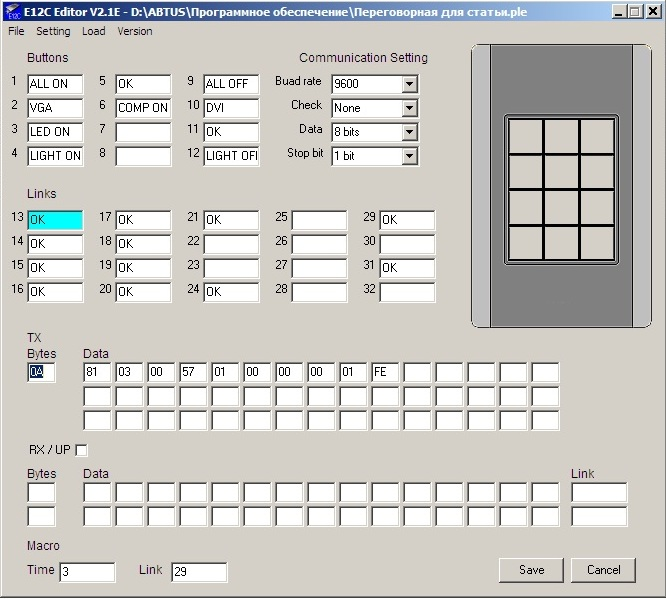 E12C Editor V2.1E - D:\ABTUS\Программное обеспечение\Переговорная для статьи.ple
File Setting Load Version
Buttons Communication Setting
1 ALL ON 5 OK 9 ALL OFF Buad rate 9600
2 VGA 6 COMP ON 10 DVI Check None
3 LED ON 7 11 OK Data 8 bits
4 LIGHT ON 8 12 LIGHT OFI Stop bit 1 bit
Links
13 OK 17 OK 21 OK 25 29 OK
14 OK 18 OK 22 26 30
15 OK 19 OK 23 27 31 OK
16 OK 20 OK 24 OK 28 32
TX
Bytes Data
0A 81 03 00 57 01 00 00 00 01 FE
RX / UP
Bytes Data Link
Macro
Time 3 Link 29 Save Cancel